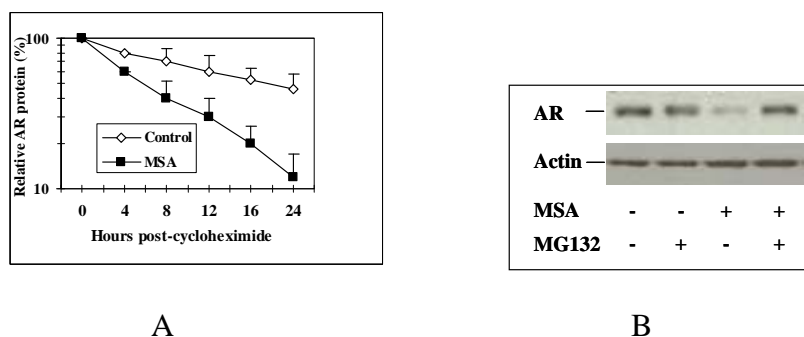 Relative AR protein (%)
100
10
Control
MSA
0 4 8 12 16 24
Hours post-cycloheximide
A
AR
Actin
MSA - - + +
MG132 - + - +
B